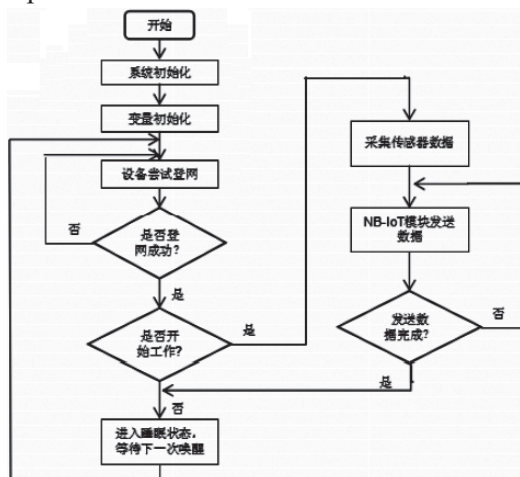 开始
系统初始化
变量初始化
设备尝试登网
是否登
网成功?
否
是
是否开
始工作?
是
否
进入睡眠状态,
等待下一次唤醒
采集传感器数据
NB-IoT模块发送
数据
发送数
据完成?
否
是